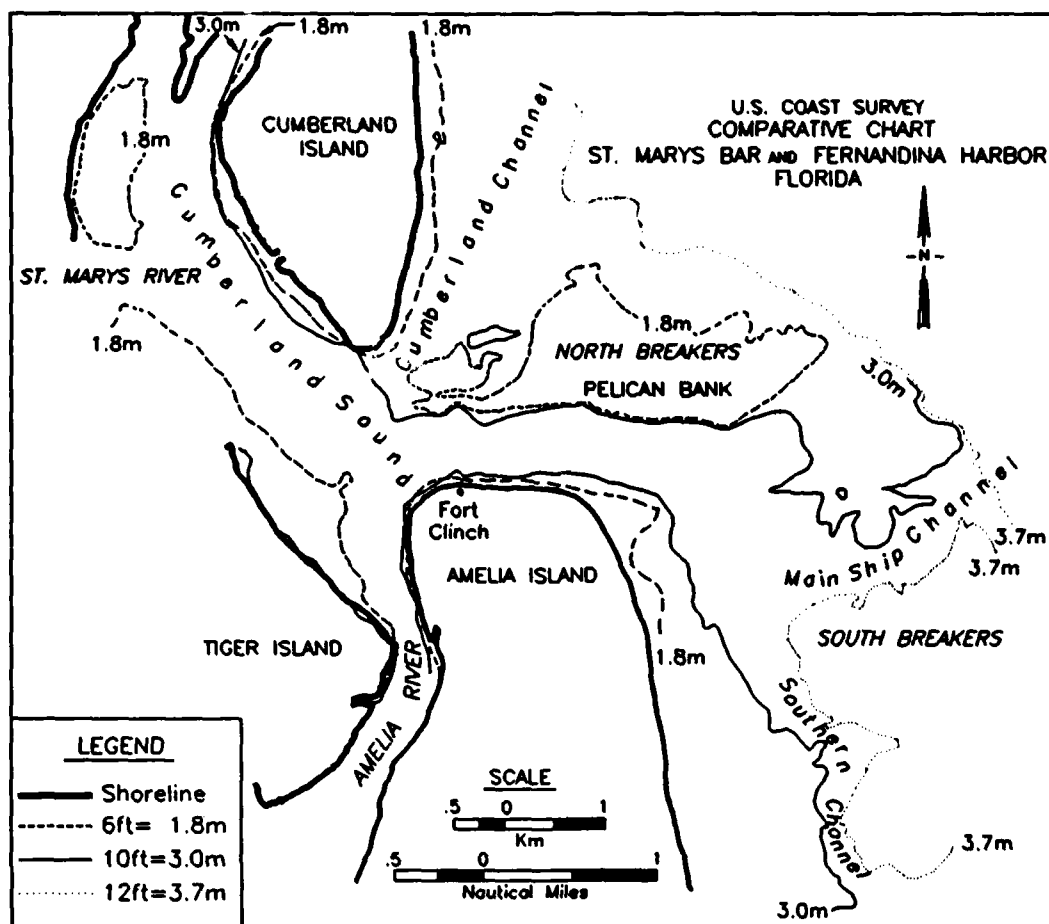 3.0m
1.8m
1.8m
U.S. COAST SURVEY
COMPARATIVE CHART
ST. MARYS BAR AND FERNANDINA HARBOR
FLORIDA
-N-
1.8m
CUMBERLAND
ISLAND
Cumberland Channel
ST. MARYS RIVER
Cumberland Sound
1.8m
1.8m
NORTH BREAKERS
PELICAN BANK
3.0m
Fort
Clinch
AMELIA ISLAND
Main Ship Channel
3.7m
3.7m
TIGER ISLAND
AMELIA RIVER
1.8m
SOUTH BREAKERS
Southern Channel
3.7m
3.0m
LEGEND
Shoreline
6ft= 1.8m
10ft=3.0m
12ft=3.7m
SCALE
.5 0 1
Km
.5 0 1
Nautical Miles